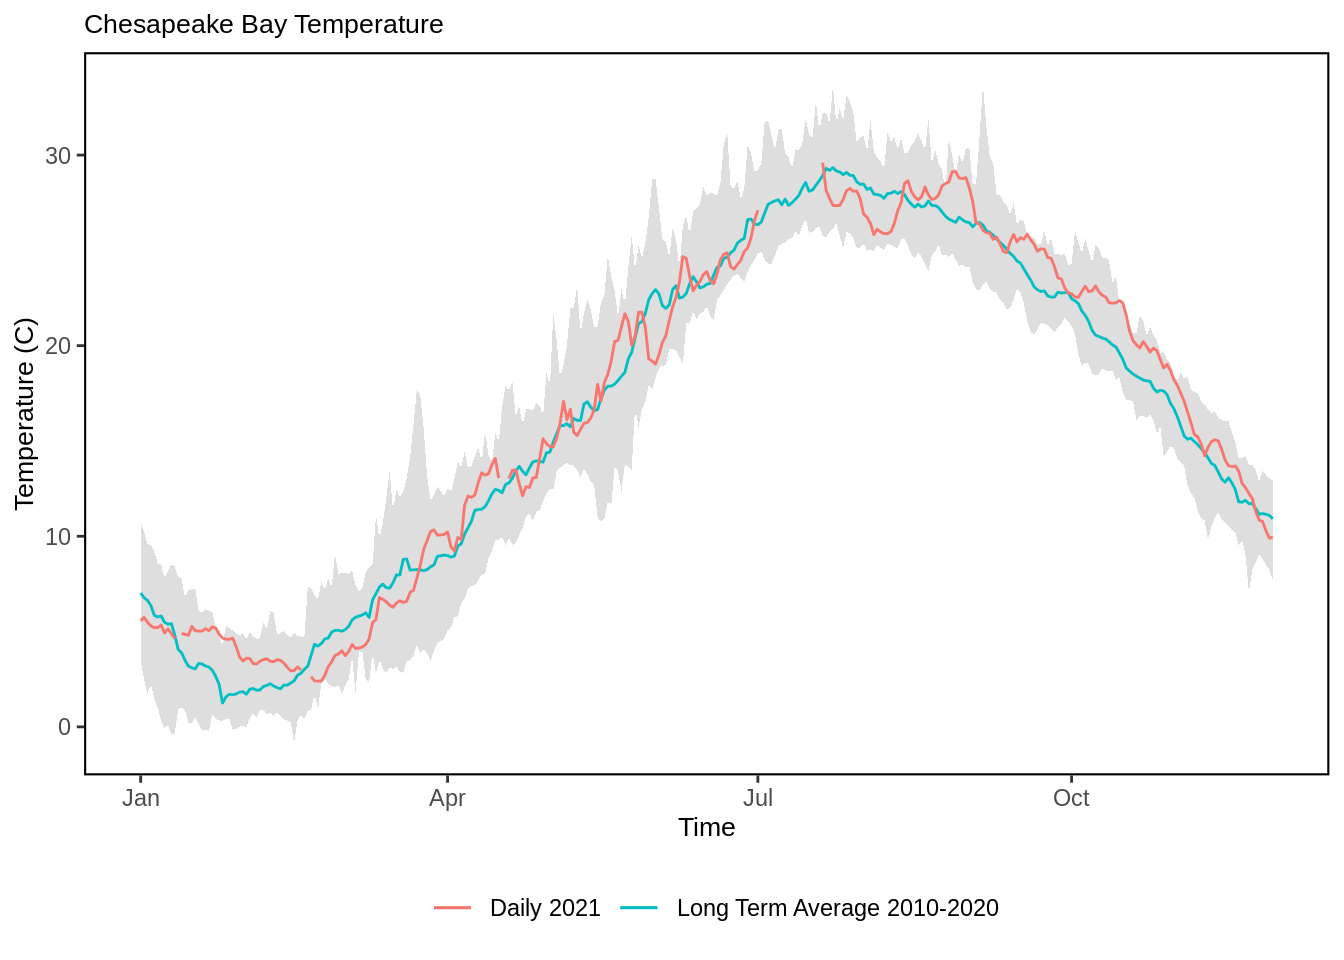 Chesapeake Bay Temperature
30
20
10
0
Temperature (C)
Jan Apr Jul Oct
Time
Daily 2021 Long Term Average 2010-2020